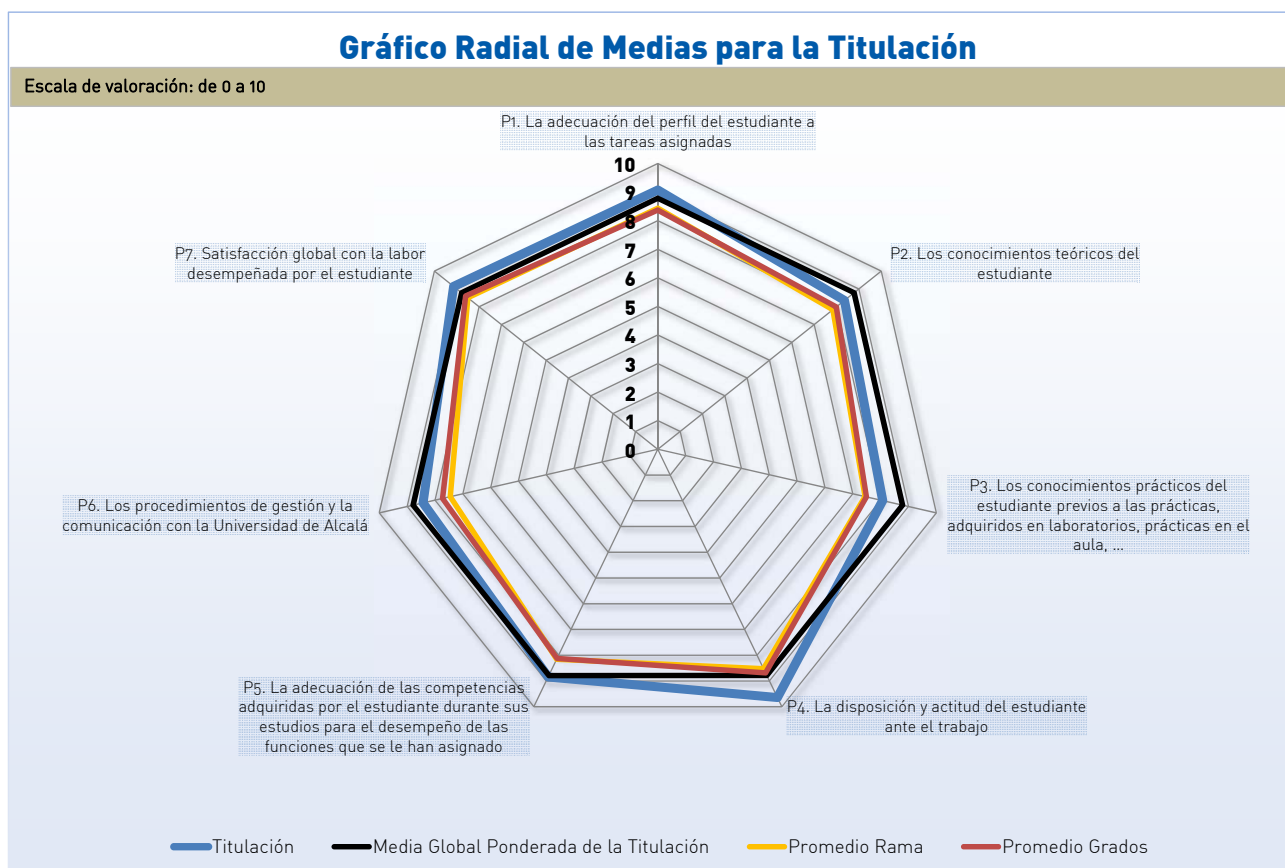 Gráfico Radial de Medias para la Titulación
Escala de valoración: de 0 a 10
P1. La adecuación del perfil del estudiante a
las tareas asignadas
10
9
8
7
6
5
4
3
2
1
0
P2. Los conocimientos teóricos del
estudiante
P3. Los conocimientos prácticos del
estudiante previos a las prácticas,
adquiridos en laboratorios, prácticas en el
aula, ...
P4. La disposición y actitud del estudiante
ante el trabajo
P5. La adecuación de las competencias
adquiridas por el estudiante durante sus
estudios para el desempeño de las
funciones que se le han asignado
P6. Los procedimientos de gestión y la
comunicación con la Universidad de Alcalá
P7. Satisfacción global con la labor
desempeñada por el estudiante
Titulación
Media Global Ponderada de la Titulación
Promedio Rama
Promedio Grados